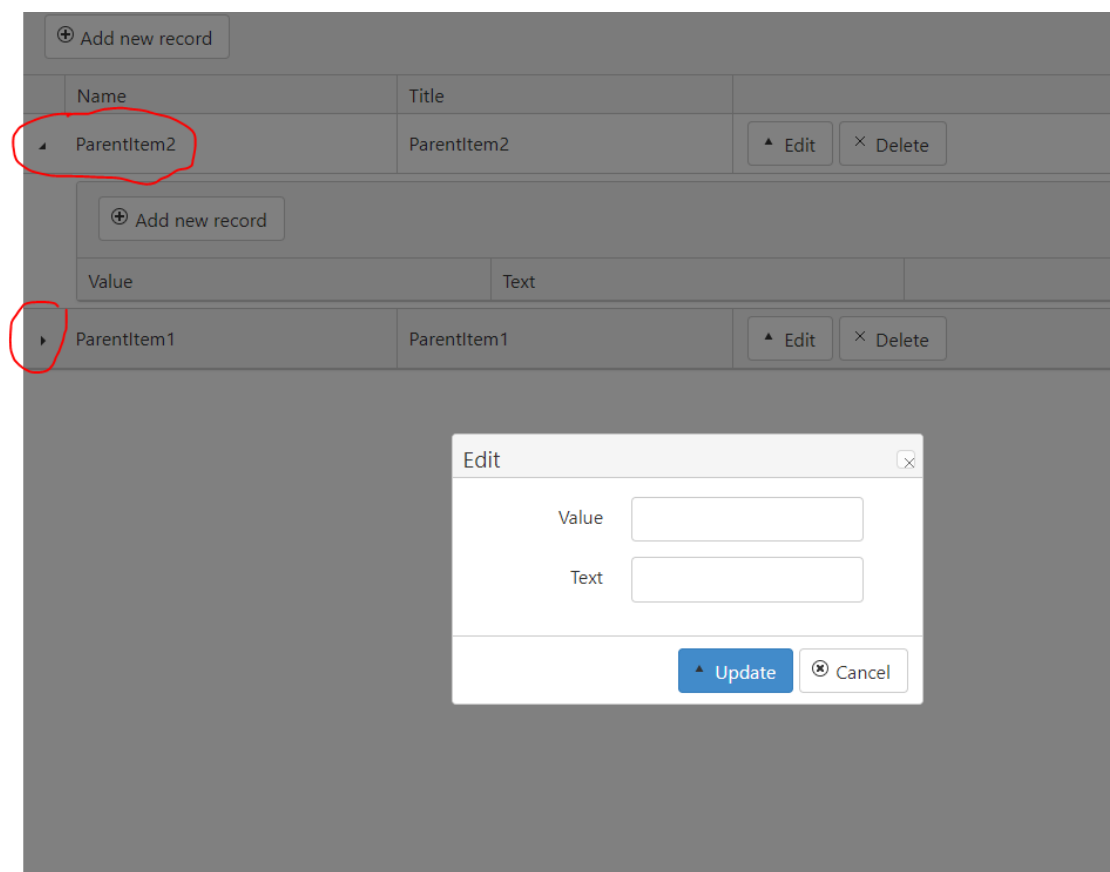 Add new record
Name Title
ParentItem2 ParentItem2 Edit Delete
Add new record
Value Text
ParentItem1 ParentItem1 Edit Delete
Edit
Value
Text
Update Cancel